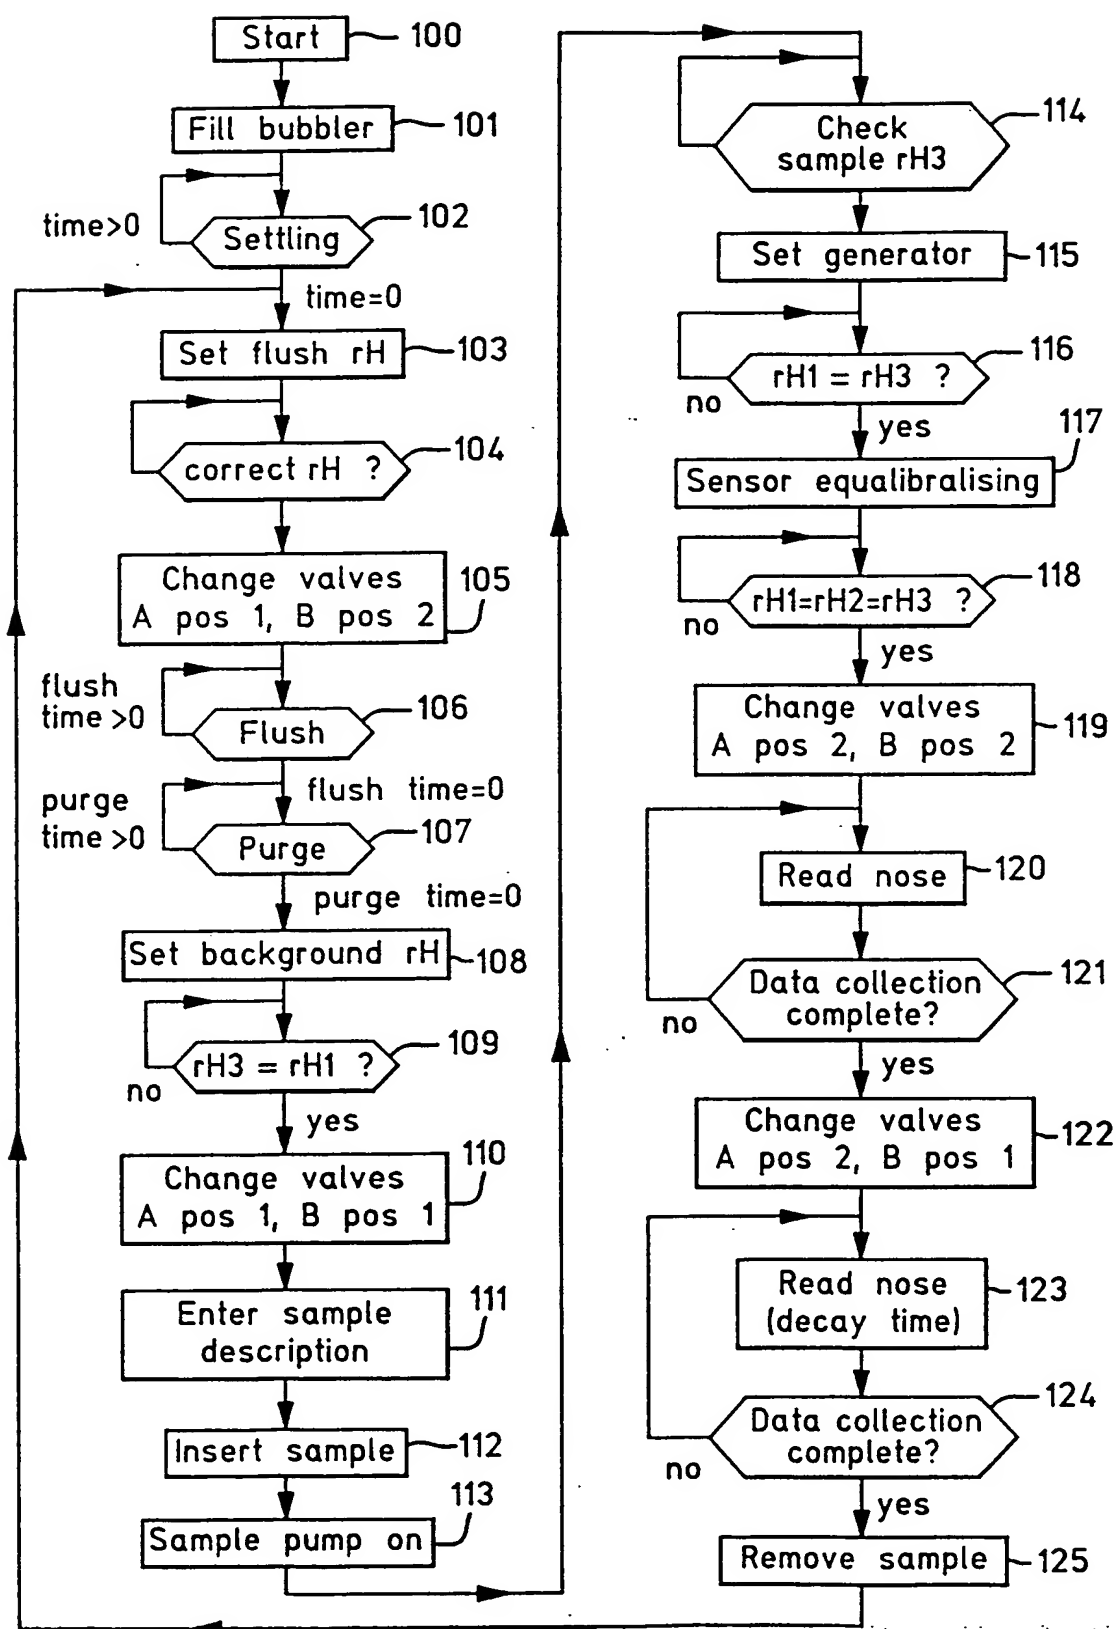 Start
100
Fill bubbler
101
time>0
Settling
102
time=0
Set flush rH
103
correct rH ?
104
Change valves
A pos 1, B pos 2
105
flush
time >0
Flush
106
flush time=0
purge
time >0
Purge
107
purge time=0
Set background rH
108
rH3 = rH1 ?
109
no
yes
Change valves
A pos 1, B pos 1
110
Enter sample
description
111
Insert sample
112
Sample pump on
113
Check
sample rH3
114
Set generator
115
rH1 = rH3 ?
116
no
yes
Sensor equalibralising
117
rH1=rH2=rH3 ?
118
no
yes
Change valves
A pos 2, B pos 2
119
Read nose
120
Data collection
complete?
121
no
yes
Change valves
A pos 2, B pos 1
122
Read nose
(decay time)
123
Data collection
complete?
124
no
yes
Remove sample
125